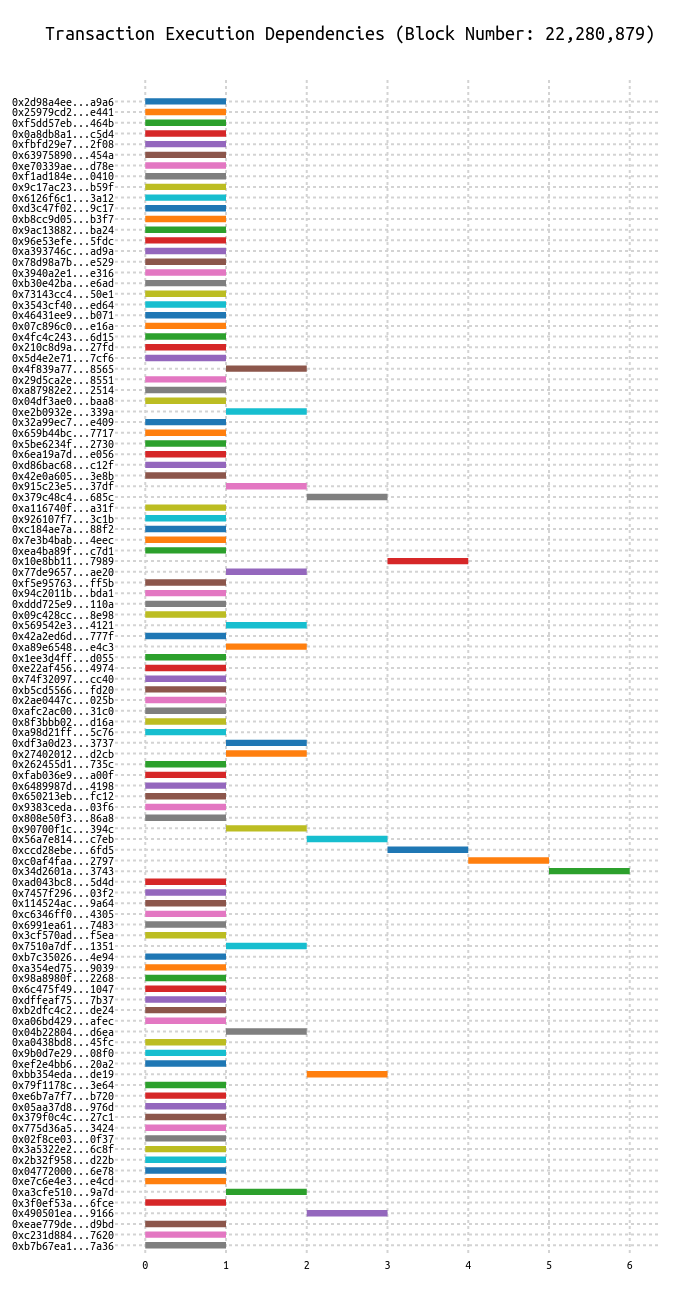 Transaction Execution Dependencies (Block Number: 22,280,879)
0x2d98a4ee...a9a6
0x25979cd2...e441
0xf5dd57eb...464b
0x0a8db8a1...c5d4
0xfbfd29e7...2f08
0x63975890...454a
0xe70339ae...d78e
0xf1ad184e...0410
0x9c17ac23...b59f
0x6126f6c1...3a12
0xd3c47f02...9c17
0xb8cc9d05...b3f7
0x9ac13882...ba24
0x96e53efe...5fdc
0xa393746c...ad9a
0x78d98a7b...e529
0x3940a2e1...e316
0xb30e42ba...e6ad
0x73143cc4...50e1
0x3543cf40...ed64
0x46431ee9...b071
0x07c896c0...e16a
0x4fc4c243...6d15
0x210c8d9a...27fd
0x5d4e2e71...7cf6
0x4f839a77...8565
0x29d5ca2e...8551
0xa87982e2...2514
0x04df3ae0...baa8
0xe2b0932e...339a
0x32a99ec7...e409
0x659b44bc...7717
0x5be6234f...2730
0x6ea19a7d...e056
0xd86bac68...c12f
0x42e0a605...3e8b
0x915c23e5...37df
0x379c48c4...685c
0xa116740f...a31f
0x926107f7...3c1b
0xc184ae7a...88f2
0x7e3b4bab...4eec
0xea4ba89f...c7d1
0x10e8bb11...7989
0x77de9657...ae20
0xf5e95763...ff5b
0x94c2011b...bda1
0xddd725e9...110a
0x09c428cc...8e98
0x569542e3...4121
0x42a2ed6d...777f
0xa89e6548...e4c3
0x1ee3d4ff...d055
0xe22af456...4974
0x74f32097...cc40
0xb5cd5566...fd20
0x2ae0447c...025b
0xafc2ac00...31c0
0x8f3bbb02...d16a
0xa98d21ff...5c76
0xdf3a0d23...3737
0x27402012...d2cb
0x262455d1...735c
0xfab036e9...a00f
0x6489987d...4198
0x650213eb...fc12
0x9383ceda...03f6
0x808e50f3...86a8
0x90700f1c...394c
0x56a7e814...c7eb
0xccd28ebe...6fd5
0xc0af4faa...2797
0x34d2601a...3743
0xad043bc8...5d4d
0x7457f296...03f2
0x114524ac...9a64
0xc6346ff0...4305
0x6991ea61...7483
0x3cf570ad...f5ea
0x7510a7df...1351
0xb7c35026...4e94
0xa354ed75...9039
0x98a8980f...2268
0x6c475f49...1047
0xdffeaf75...7b37
0xb2dfc4c2...de24
0xa06bd429...afec
0x04b22804...d6ea
0xa0438bd8...45fc
0x9b0d7e29...08f0
0xef2e4bb6...20a2
0xbb354eda...de19
0x79f1178c...3e64
0xe6b7a7f7...b720
0x05aa37d8...976d
0x379f0c4c...27c1
0x775d36a5...3424
0x02f8ce03...0f37
0x3a5322e2...6c8f
0x2b32f958...d22b
0x04772000...6e78
0xe7c6e4e3...e4cd
0xa3cfe510...9a7d
0x3f0ef53a...6fce
0x490501ea...9166
0xeae779de...d9bd
0xc231d884...7620
0xb7b67ea1...7a36
0 1 2 3 4 5 6